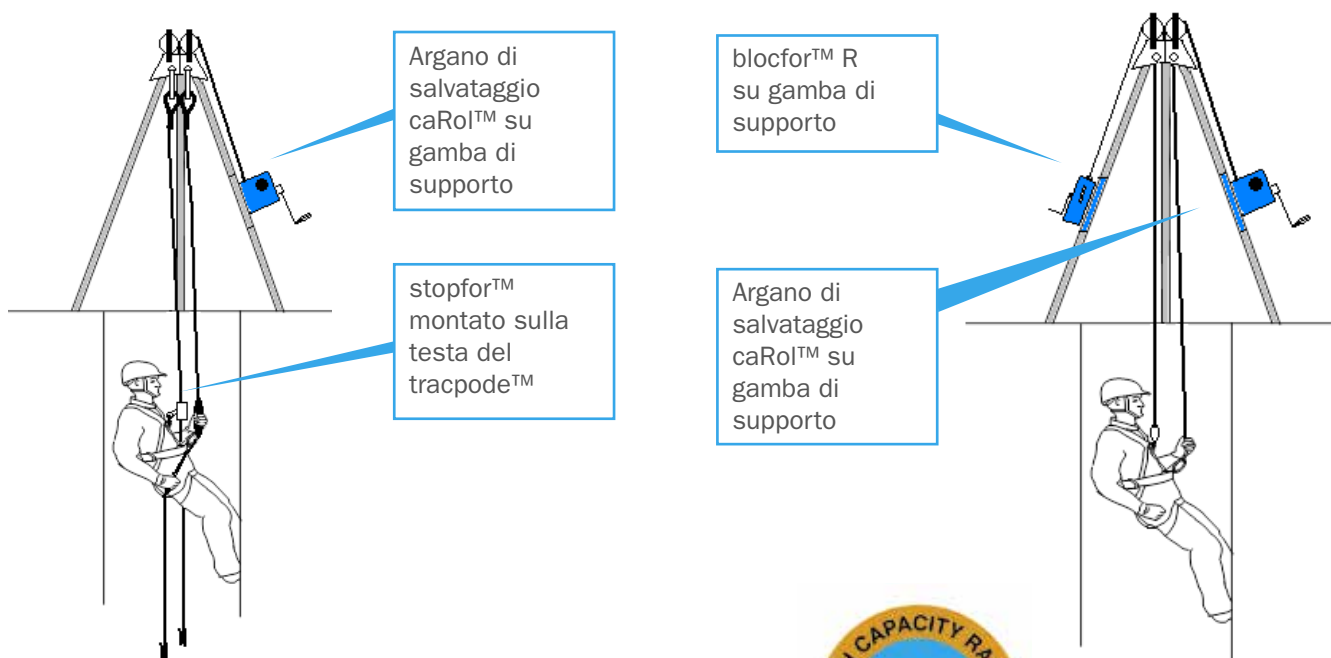 Argano di
salvataggio
caRol™ su
gamba di
supporto
stopfor™
montato sulla
testa del
tracpode™
blocfor™ R
su gamba di
supporto
Argano di
salvataggio
caRol™ su
gamba di
supporto
CAPACITY